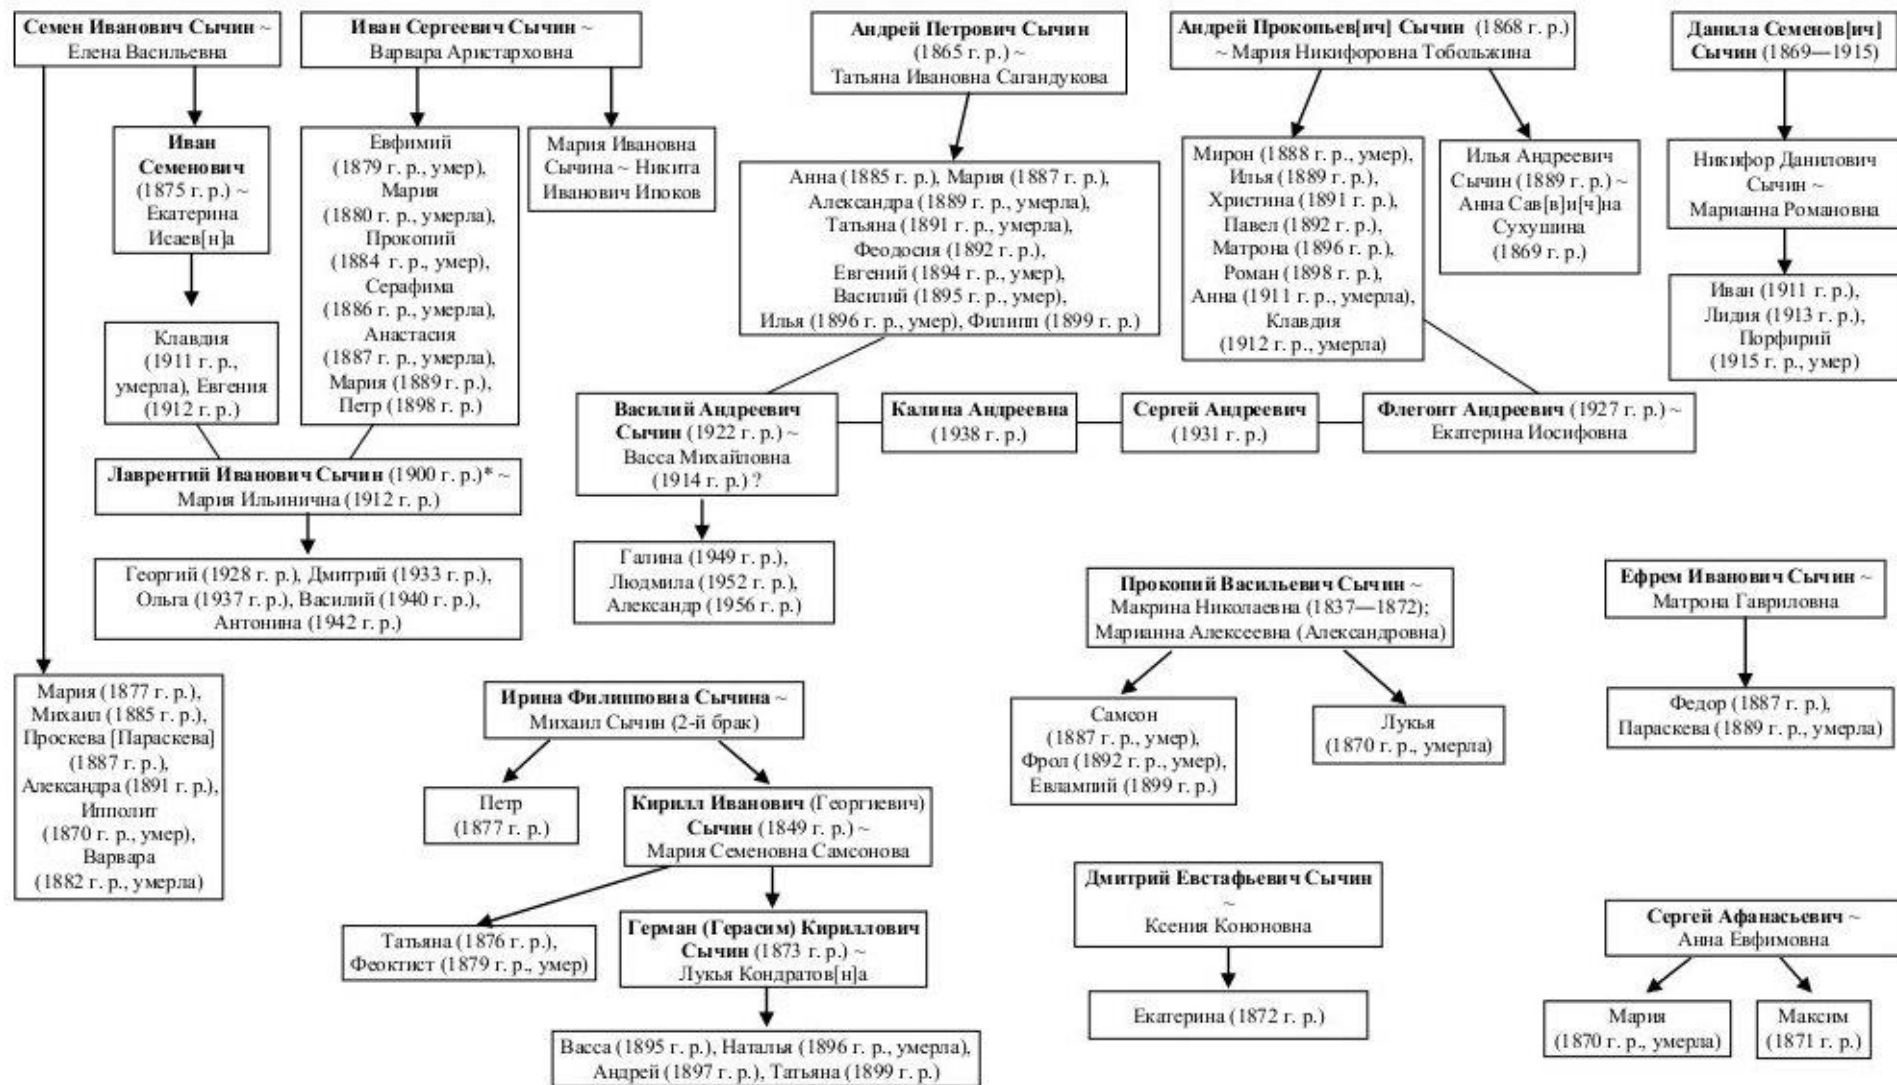 Семен Иванович Сычин ~
Елена Васильевна
Иван Сергеевич Сычин ~
Варвара Аристарховна
Андрей Петрович Сычин
(1865 г. р.) ~
Татьяна Ивановна Сагандукова
Андрей Прокопьев[ич] Сычин (1868 г. р.)
~ Мария Никифоровна Тобольжина
Данила Семенов[ич]
Сычин (1869—1915)
Иван
Семенович
(1875 г. р.) ~
Екатерина
Исаев[н]а
Евфимий
(1879 г. р., умер),
Мария
(1880 г. р., умерла),
Прокопий
(1884 г. р., умер),
Серафима
(1886 г. р., умерла),
Анастасия
(1887 г. р., умерла),
Мария (1889 г. р.),
Петр (1898 г. р.)
Мария Ивановна
Сычина ~ Никита
Иванович Ипоков
Анна (1885 г. р.), Мария (1887 г. р.),
Александра (1889 г. р., умерла),
Татьяна (1891 г. р., умерла),
Феодосия (1892 г. р.),
Евгений (1894 г. р., умер),
Василий (1895 г. р., умер),
Илья (1896 г. р., умер), Филипп (1899 г. р.)
Мирон (1888 г. р., умер),
Илья (1889 г. р.),
Христина (1891 г. р.),
Павел (1892 г. р.),
Матрона (1896 г. р.),
Роман (1898 г. р.),
Анна (1911 г. р., умерла),
Клавдия
(1912 г. р., умерла)
Илья Андреевич
Сычин (1889 г. р.) ~
Анна Сав[в]и[ч]на
Сухушина
(1869 г. р.)
Никифор Данилович
Сычин ~
Марианна Романовна
Иван (1911 г. р.),
Лидия (1913 г. р.),
Порфирий
(1915 г. р., умер)
Клавдия
(1911 г. р.,
умерла), Евгения
(1912 г. р.)
Василий Андреевич
Сычин (1922 г. р.) ~
Васса Михайловна
(1914 г. р.) ?
Калина Андреевна
(1938 г. р.)
Сергей Андреевич
(1931 г. р.)
Флегонт Андреевич (1927 г. р.) ~
Екатерина Иосифовна
Лаврентий Иванович Сычин (1900 г. р.)* ~
Мария Ильинична (1912 г. р.)
Георгий (1928 г. р.), Дмитрий (1933 г. р.),
Ольга (1937 г. р.), Василий (1940 г. р.),
Антонина (1942 г. р.)
Галина (1949 г. р.),
Людмила (1952 г. р.),
Александр (1956 г. р.)
Прокопий Васильевич Сычин ~
Макрина Николаевна (1837—1872);
Марианна Алексеевна (Александровна)
Ефрем Иванович Сычин ~
Матрона Гавриловна
Мария (1877 г. р.),
Михаил (1885 г. р.),
Проскева [Параскева]
(1887 г. р.),
Александра (1891 г. р.),
Ипполит
(1870 г. р., умер),
Варвара
(1882 г. р., умерла)
Ирина Филипповна Сычина ~
Михаил Сычин (2-й брак)
Самсон
(1887 г. р., умер),
Фрол (1892 г. р., умер),
Евлампий (1899 г. р.)
Лукья
(1870 г. р., умерла)
Федор (1887 г. р.),
Параскева (1889 г. р., умерла)
Петр
(1877 г. р.)
Кирилл Иванович (Георгиевич)
Сычин (1849 г. р.) ~
Мария Семеновна Самсонова
Дмитрий Евстафьевич Сычин
~
Ксения Кононовна
Сергей Афанасьевич ~
Анна Евфимовна
Татьяна (1876 г. р.),
Феоктист (1879 г. р., умер)
Герман (Герасим) Кириллович
Сычин (1873 г. р.) ~
Лукья Кондратов[н]а
Екатерина (1872 г. р.)
Мария
(1870 г. р., умерла)
Максим
(1871 г. р.)
Васса (1895 г. р.), Наталья (1896 г. р., умерла),
Андрей (1897 г. р.), Татьяна (1899 г. р.)